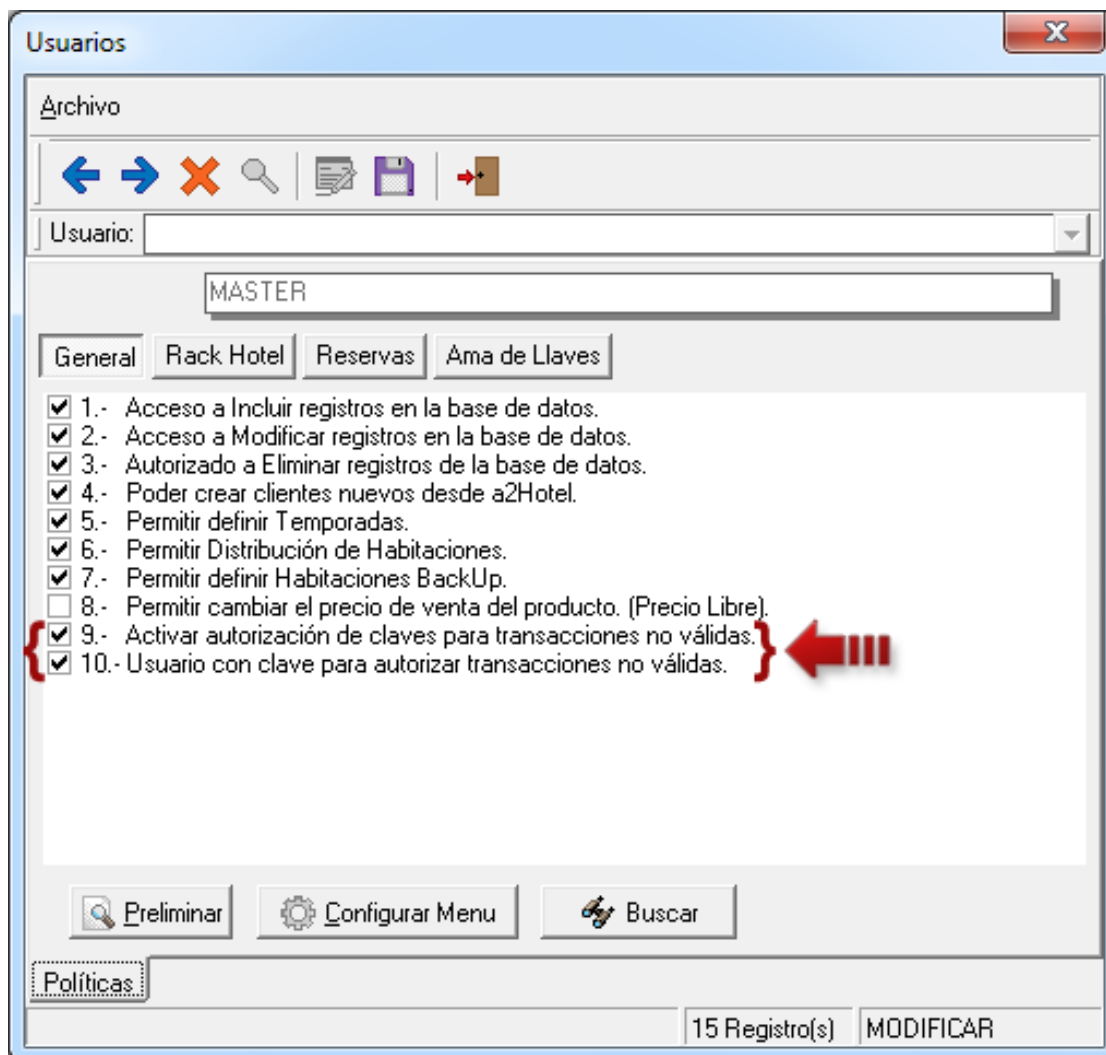 Usuarios
Archivo
Usuario:
MASTER
General Rack Hotel Reservas Ama de Llaves
1.- Acceso a Incluir registros en la base de datos.
2.- Acceso a Modificar registros en la base de datos.
3.- Autorizado a Eliminar registros de la base de datos.
4.- Poder crear clientes nuevos desde a2Hotel.
5.- Permitir definir Temporadas.
6.- Permitir Distribución de Habitaciones.
7.- Permitir definir Habitaciones BackUp.
8.- Permitir cambiar el precio de venta del producto. (Precio Libre).
9.- Activar autorización de claves para transacciones no válidas.
10.- Usuario con clave para autorizar transacciones no válidas.
Preliminar Configurar Menu Buscar
Políticas
15 Registro(s) MODIFICAR